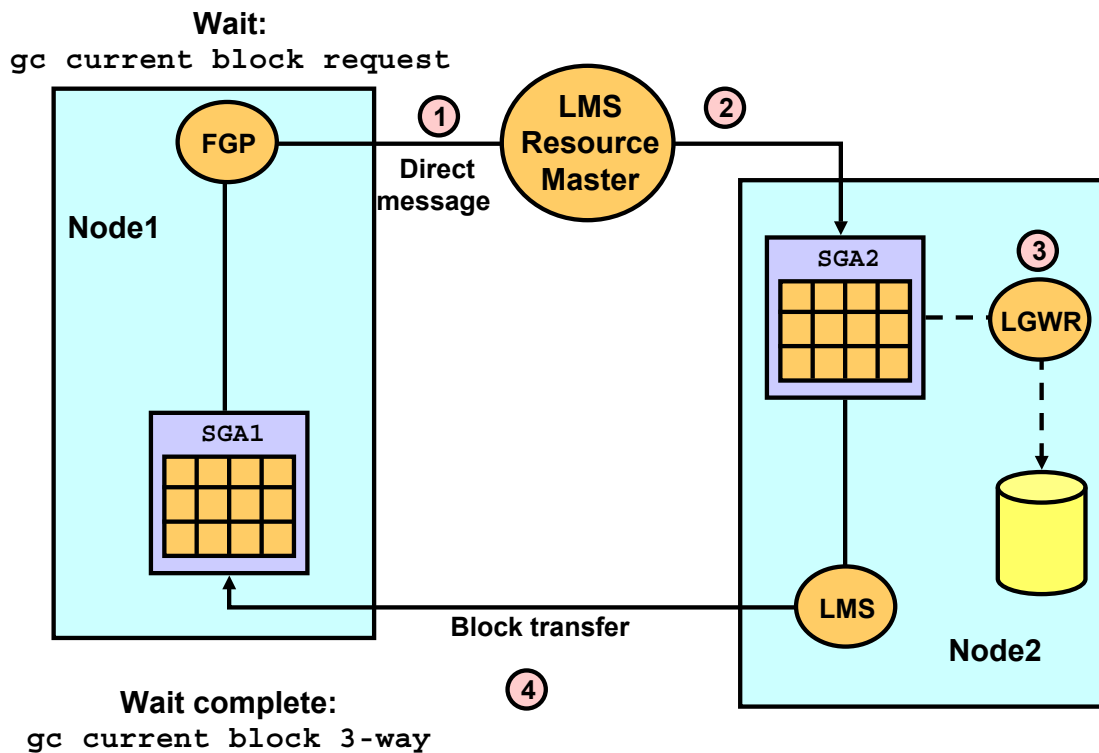 Wait:
gc current block request
1
2
FGP
LMS
Resource
Master
Direct
message
Node1
SGA2
3
LGWR
SGA1
LMS
Block transfer
Node2
4
Wait complete:
gc current block 3-way